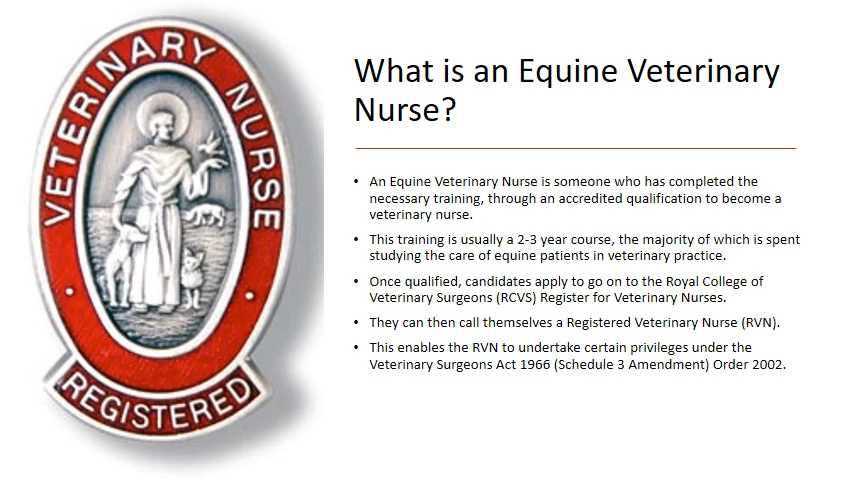 VETERINARY NURSE
REGISTERED
What is an Equine Veterinary
Nurse?
• An Equine Veterinary Nurse is someone who has completed the
necessary training, through an accredited qualification to become a
veterinary nurse.
• This training is usually a 2-3 year course, the majority of which is spent
studying the care of equine patients in veterinary practice.
• Once qualified, candidates apply to go on to the Royal College of
Veterinary Surgeons (RCVS) Register for Veterinary Nurses.
• They can then call themselves a Registered Veterinary Nurse (RVN).
• This enables the RVN to undertake certain privileges under the
Veterinary Surgeons Act 1966 (Schedule 3 Amendment) Order 2002.